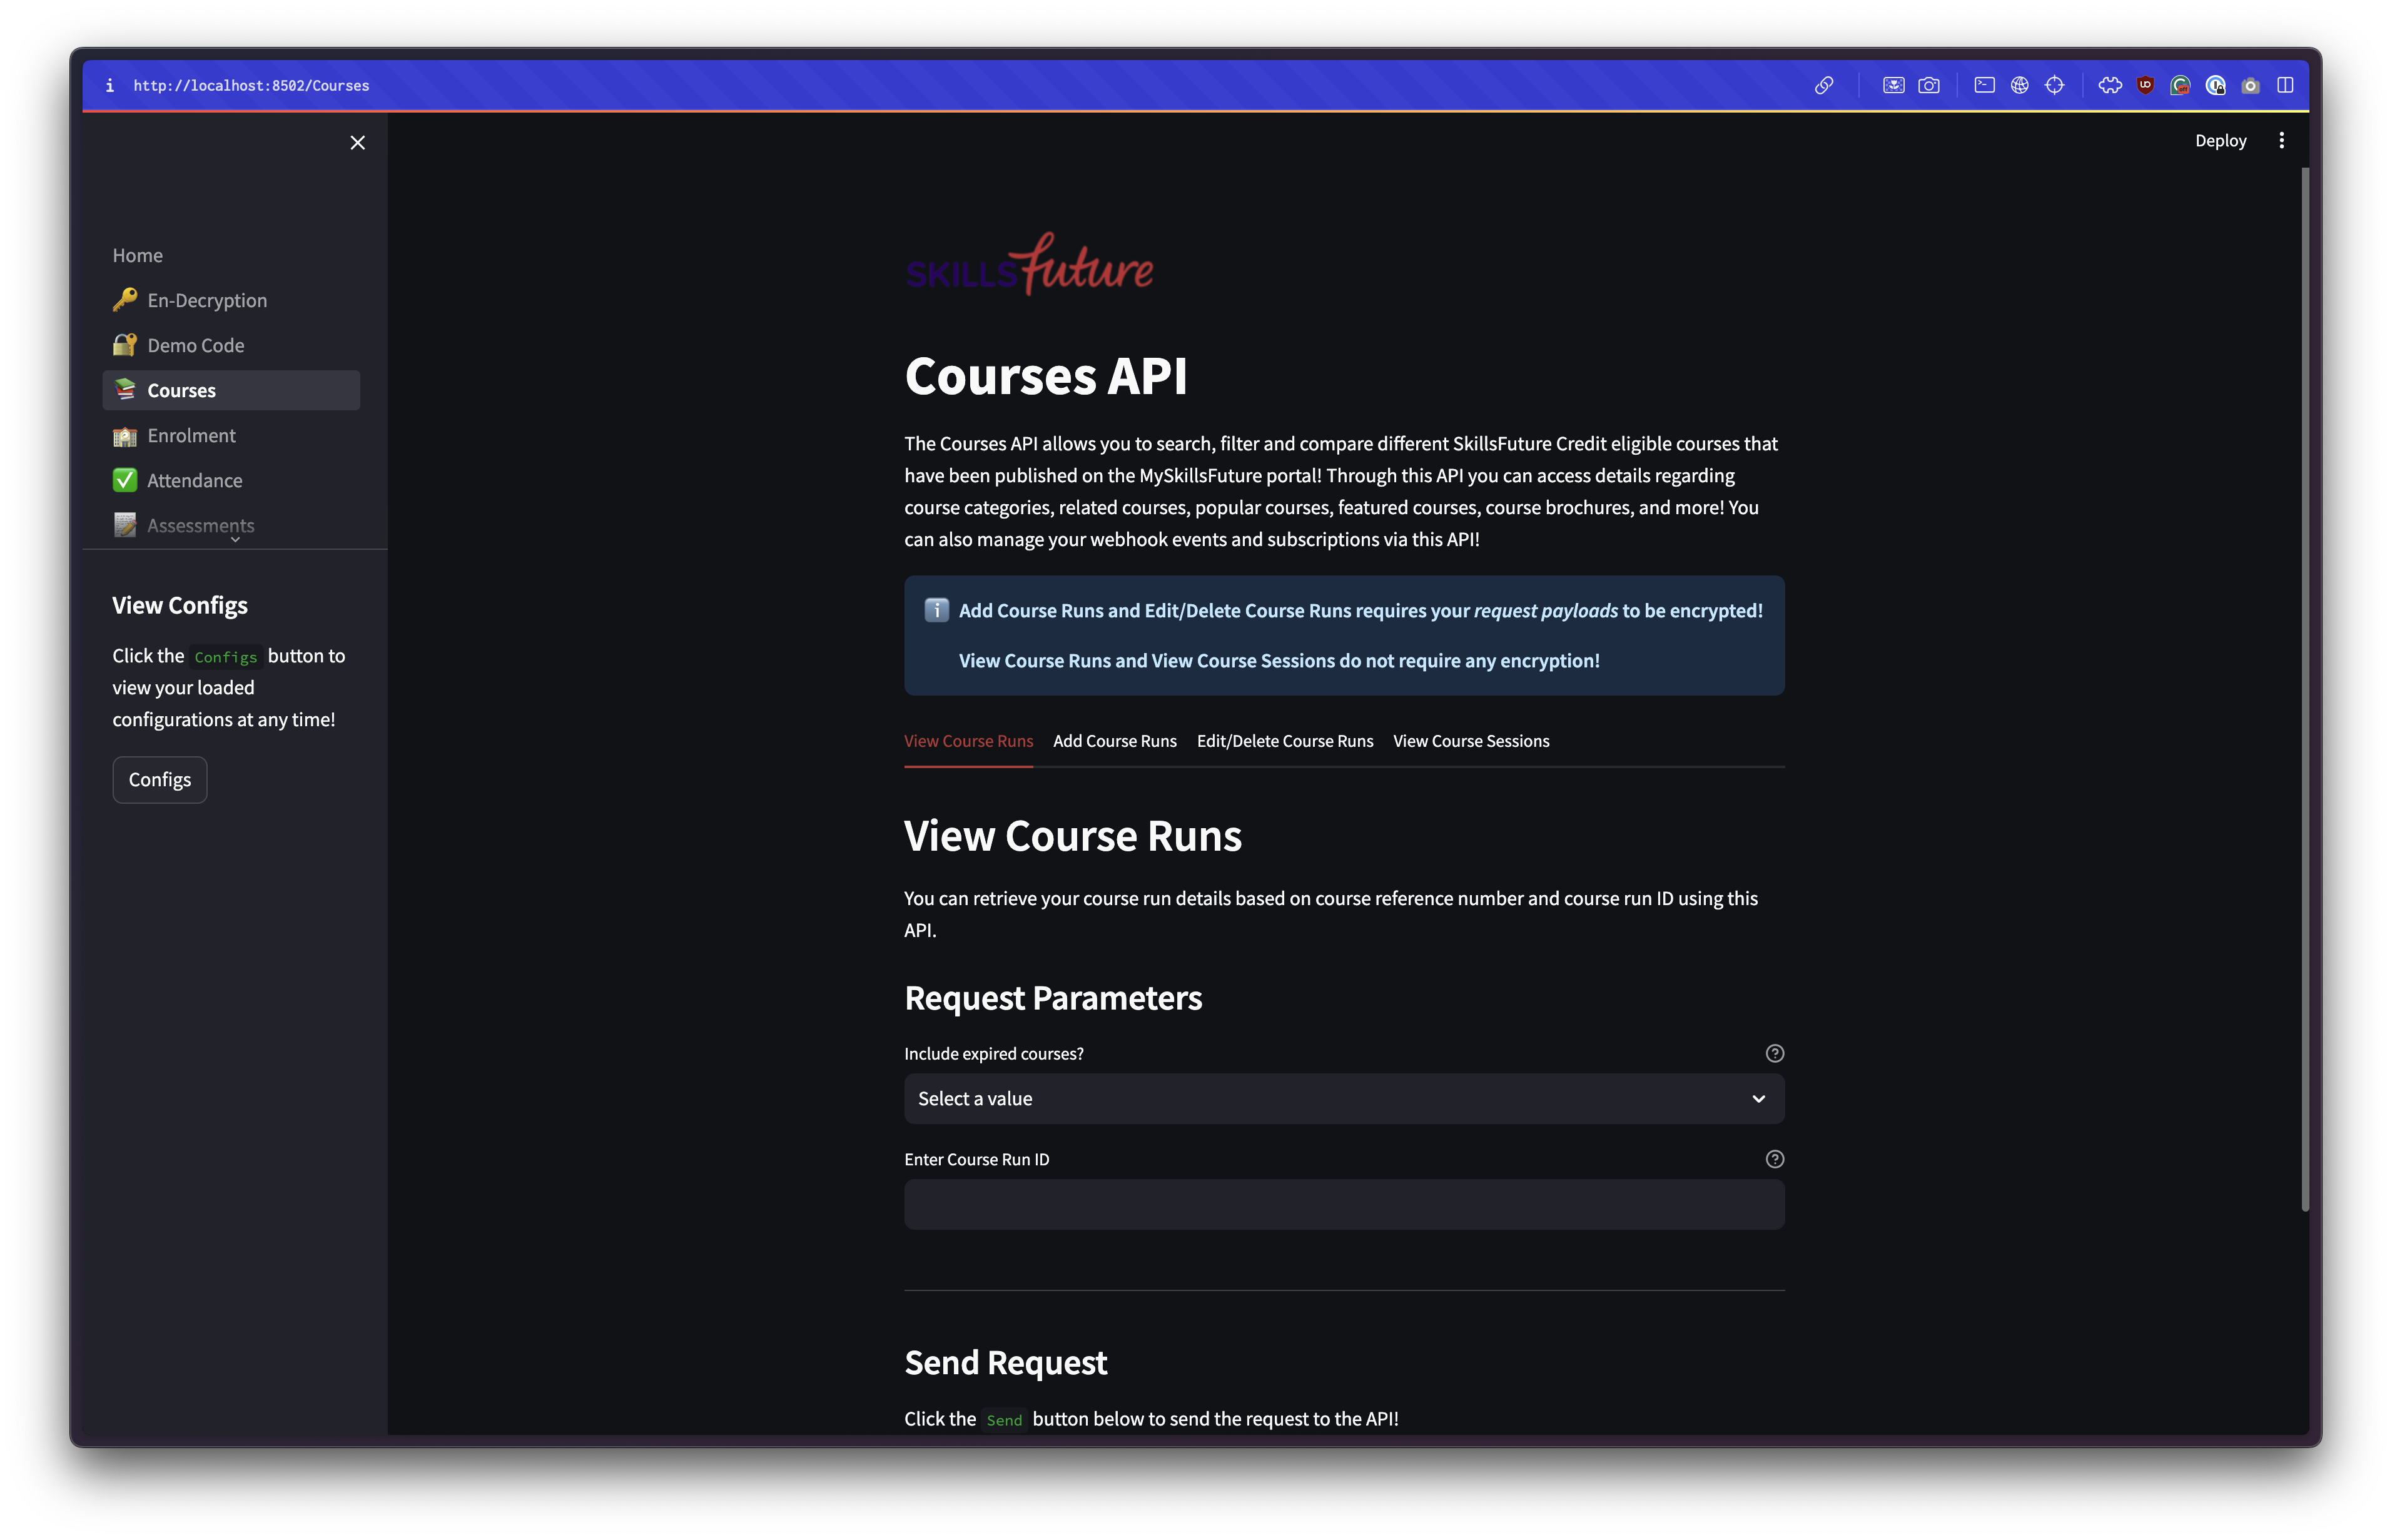 http://localhost:8502/Courses
Deploy
Home
En-Decryption
Demo Code
Courses
Enrolment
Attendance
Assessments
View Configs
Click the Configs button to
view your loaded
configurations at any time!
Configs
SKILLSfuture
Courses API
The Courses API allows you to search, filter and compare different SkillsFuture Credit eligible courses that
have been published on the MySkillsFuture portal! Through this API you can access details regarding
course categories, related courses, popular courses, featured courses, course brochures, and more! You
can also manage your webhook events and subscriptions via this API!
Add Course Runs and Edit/Delete Course Runs requires your request payloads to be encrypted!
View Course Runs and View Course Sessions do not require any encryption!
View Course Runs Add Course Runs Edit/Delete Course Runs View Course Sessions
View Course Runs
You can retrieve your course run details based on course reference number and course run ID using this
API.
Request Parameters
Include expired courses?
Select a value
Enter Course Run ID
Send Request
Click the Send button below to send the request to the API!